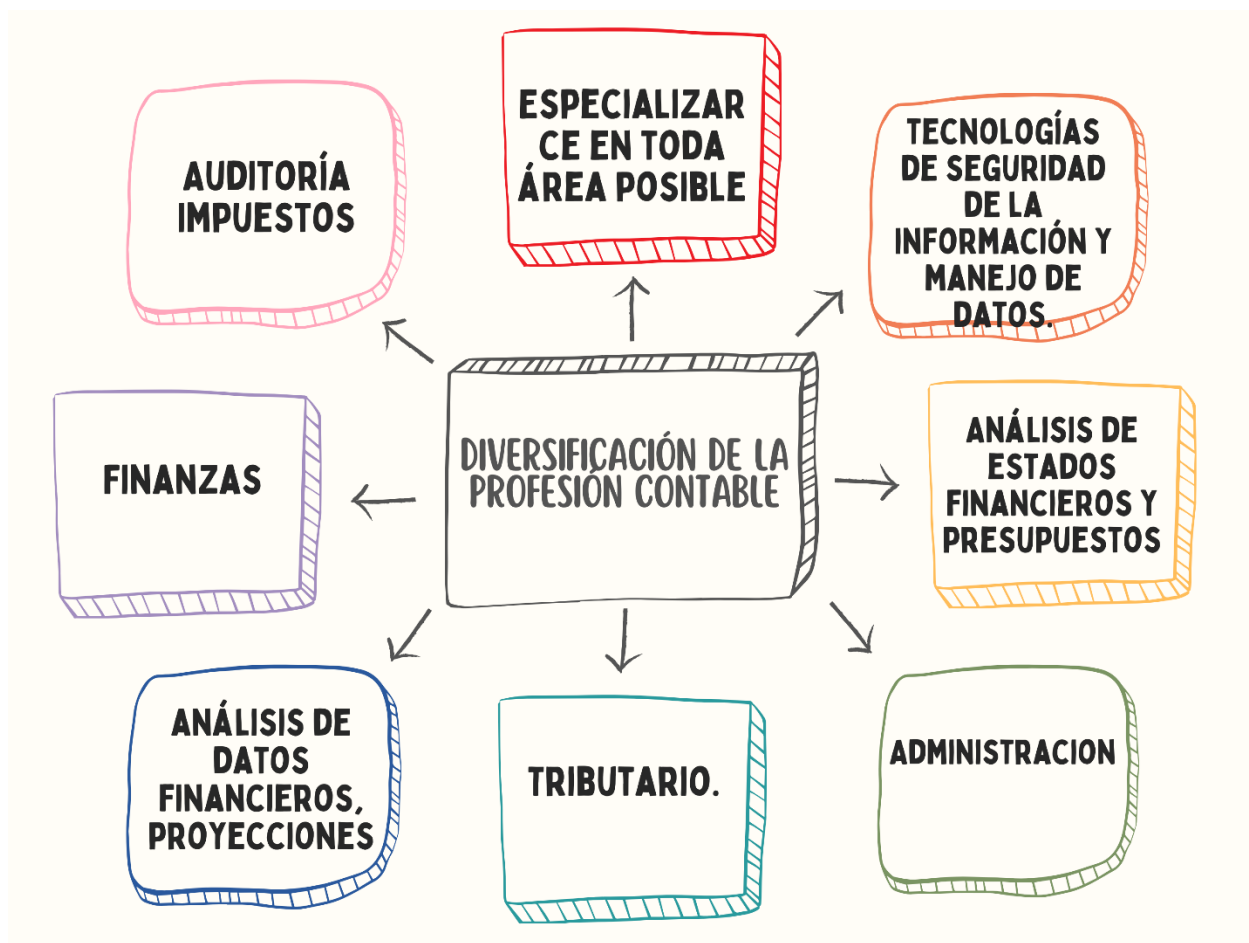 AUDITORÍA
IMPUESTOS
ESPECIALIZAR
CE EN TODA
ÁREA POSIBLE
TECNOLOGÍAS
DE SEGURIDAD
DE LA
INFORMACIÓN Y
MANEJO DE
DATOS.
FINANZAS
DIVERSIFICACIÓN DE LA
PROFESIÓN CONTABLE
ANÁLISIS DE
ESTADOS
FINANCIEROS Y
PRESUPUESTOS
ANÁLISIS DE
DATOS
FINANCIEROS,
PROYECCIONES
TRIBUTARIO.
ADMINISTRACION